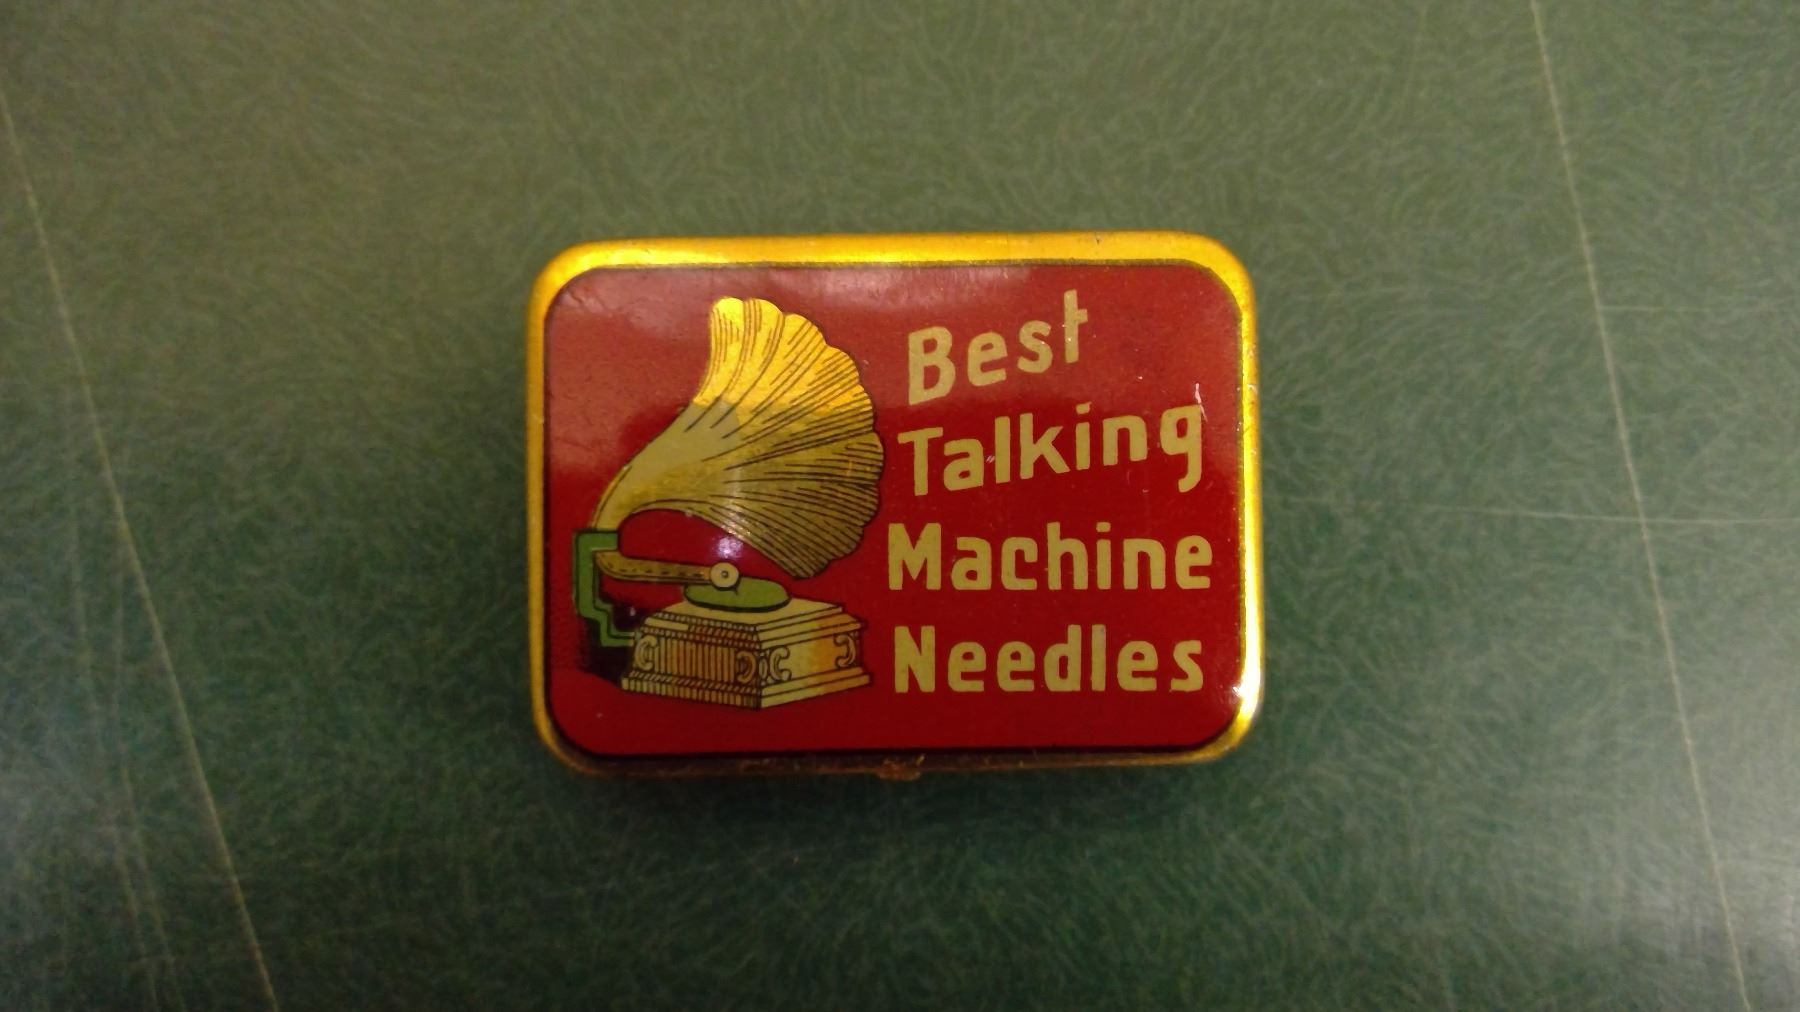 Best
Talking
Machine
Needles